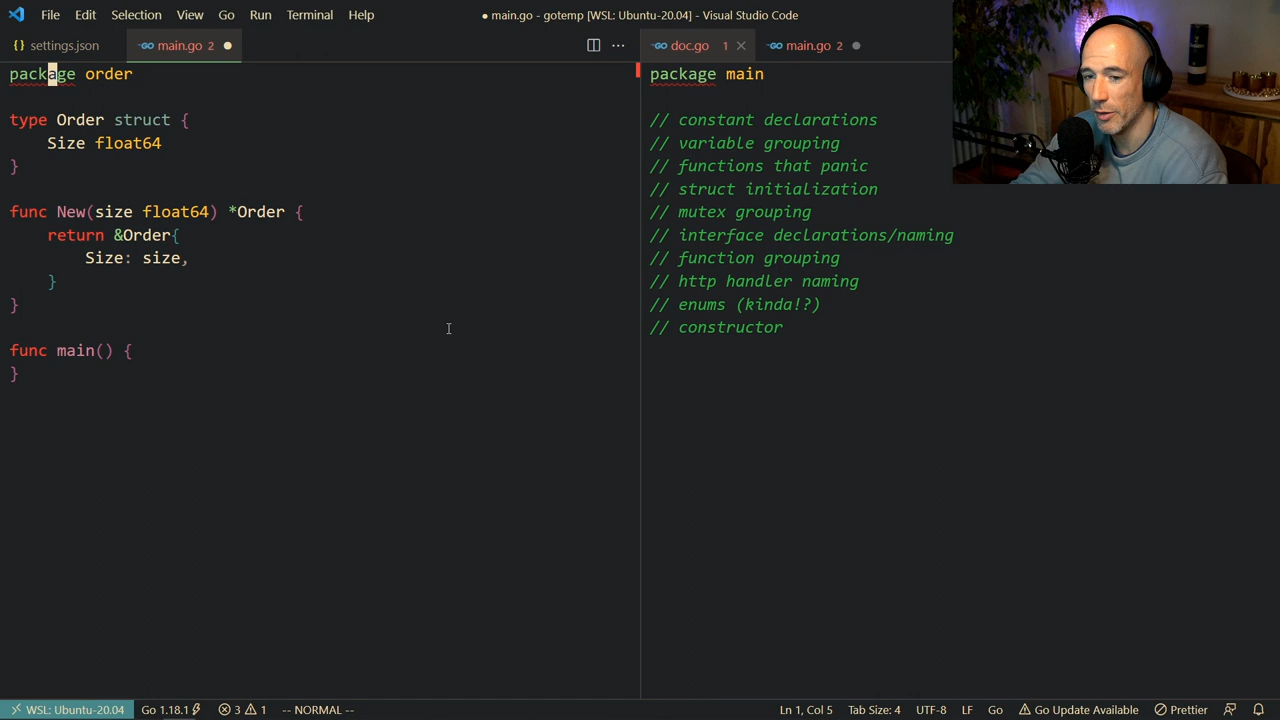 File Edit Selection View Go Run Terminal Help
● main.go - gotemp [WSL: Ubuntu-20.04] - Visual Studio Code
{} settings.json
main.go 2 ●
doc.go 1 ×
main.go 2 ●
package order
type Order struct {
Size float64
}
func New(size float64) *Order {
return &Order{
Size: size,
}
}
func main() {
}
package main
// constant declarations
// variable grouping
// functions that panic
// struct initialization
// mutex grouping
// interface declarations/naming
// function grouping
// http handler naming
// enums (kinda!?)
// constructor
WSL: Ubuntu-20.04 Go 1.18.1 3 1 -- NORMAL -- Ln 1, Col 5 Tab Size: 4 UTF-8 LF Go Go Update Available Prettier